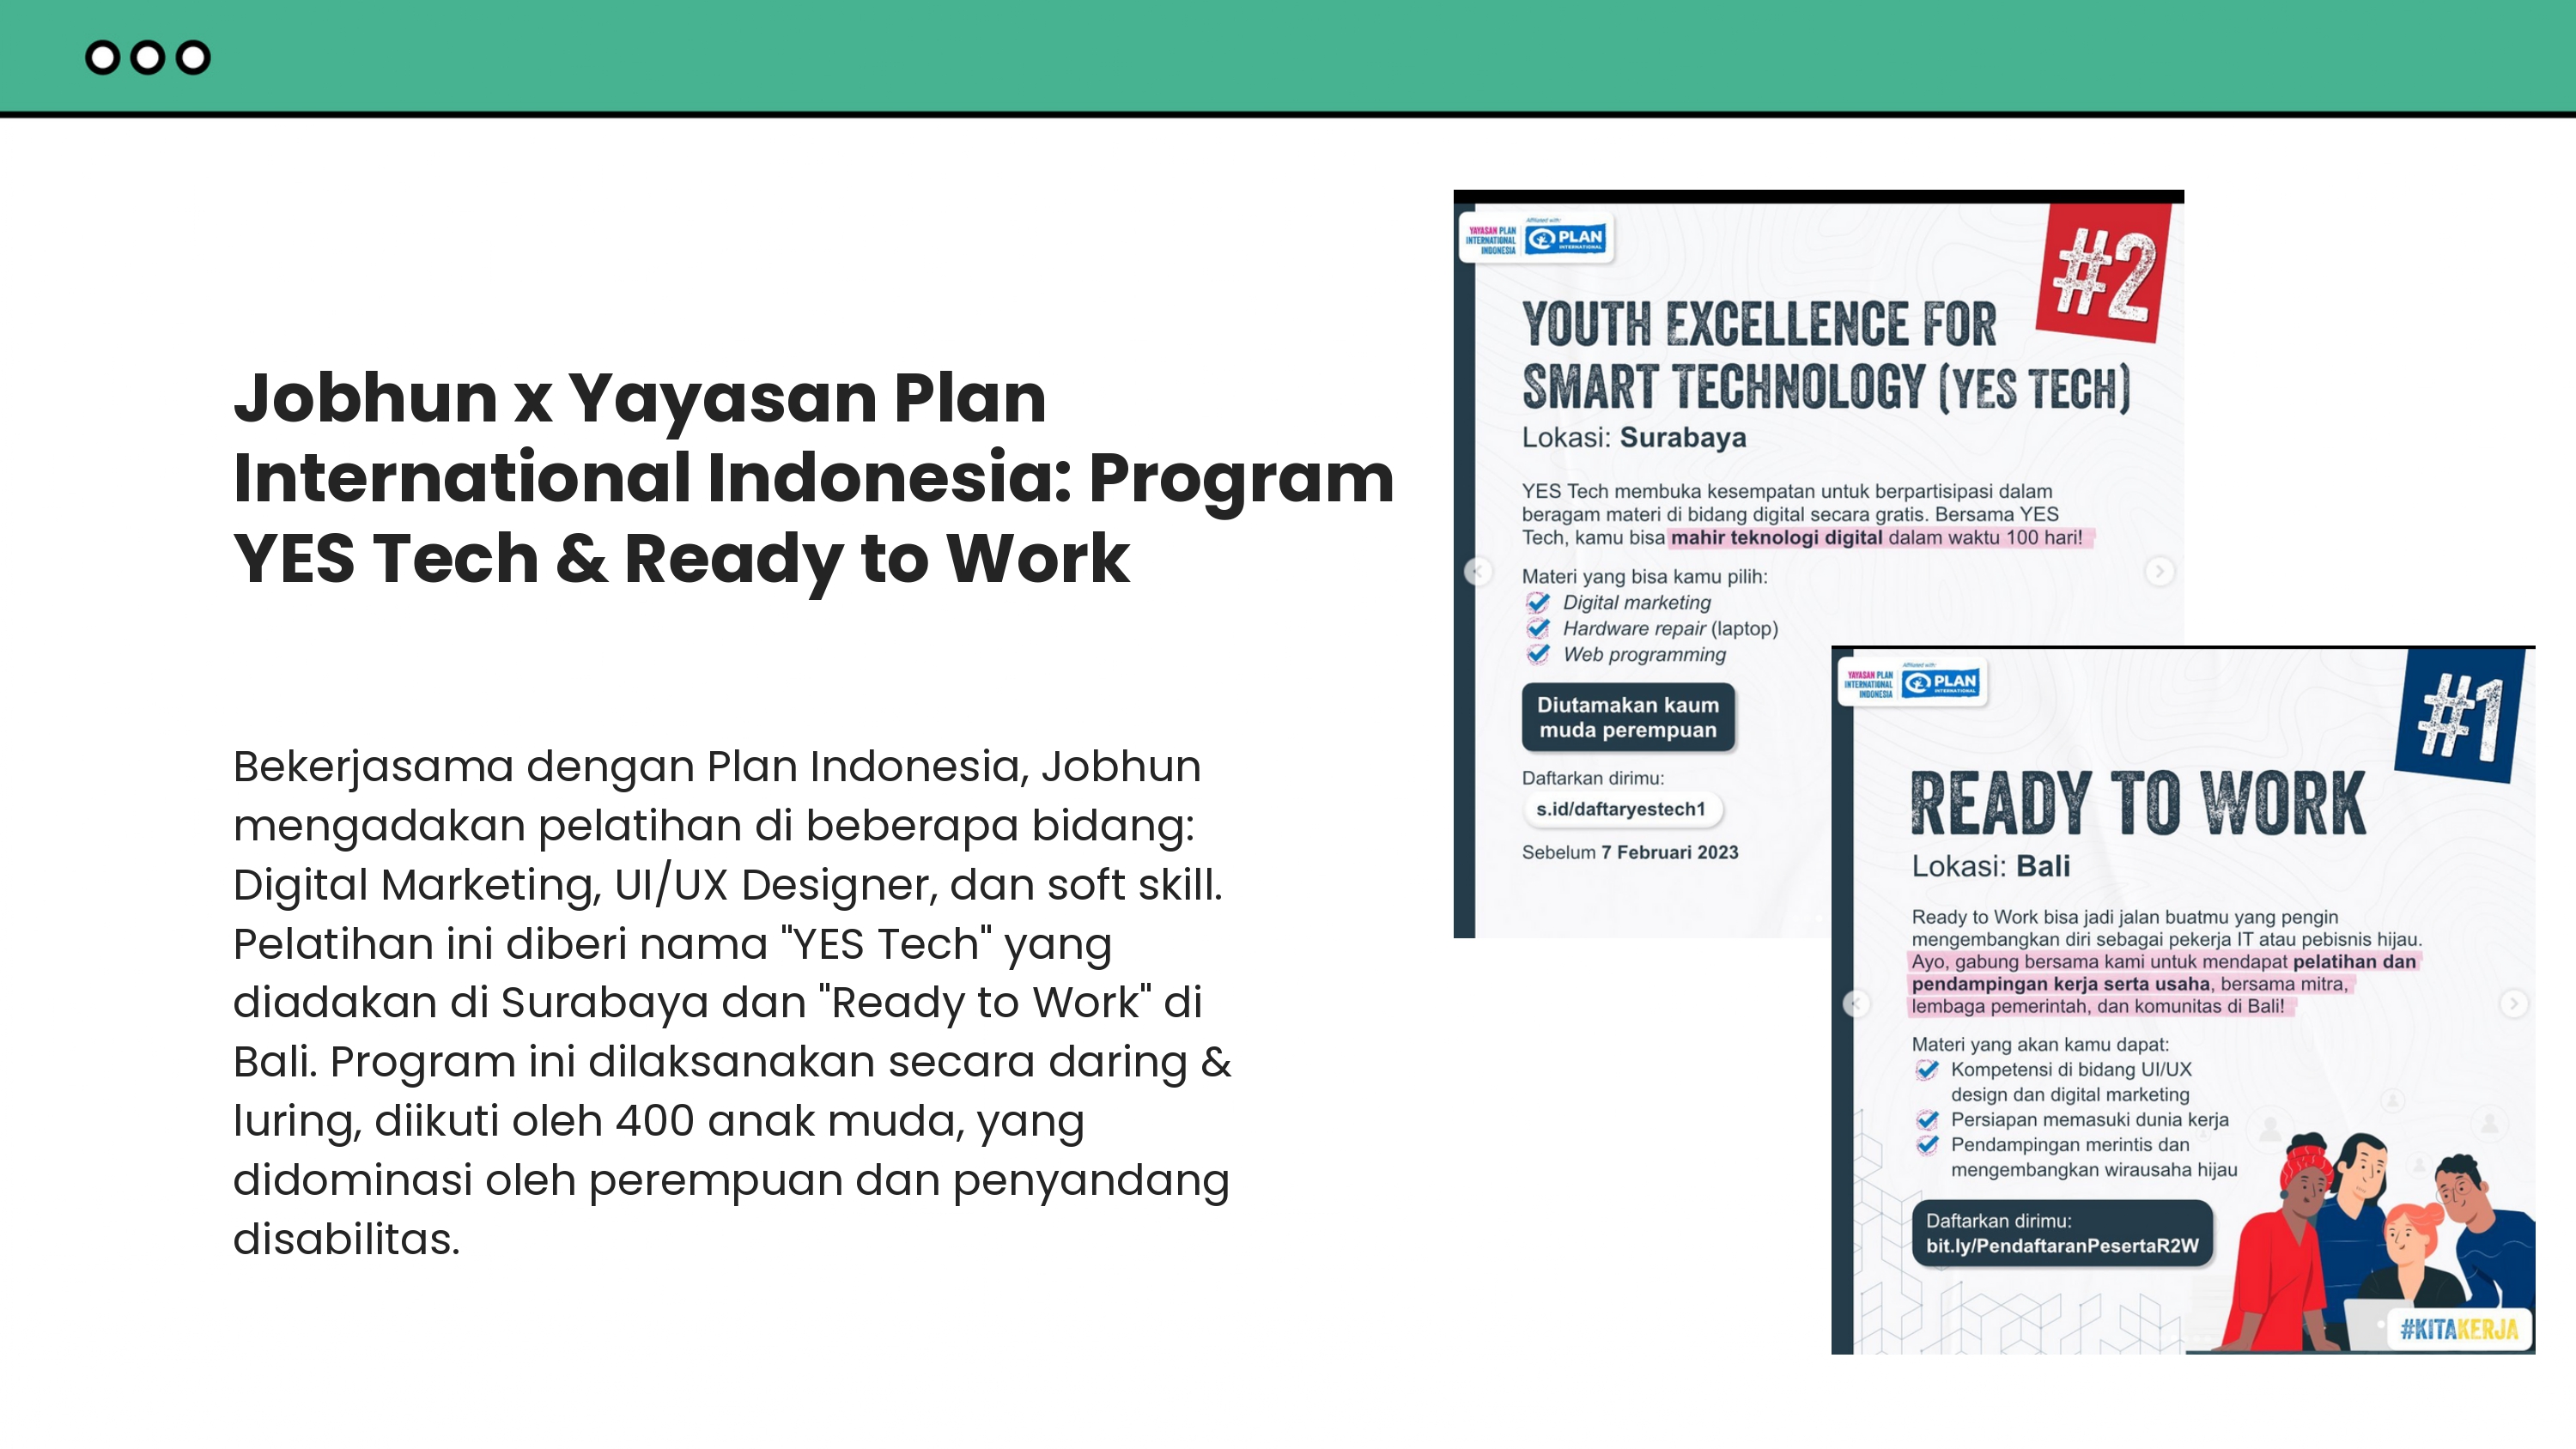 Jobhun x Yayasan Plan
International Indonesia: Program
YES Tech & Ready to Work
Bekerjasama dengan Plan Indonesia, Jobhun
mengadakan pelatihan di beberapa bidang:
Digital Marketing, UI/UX Designer, dan soft skill.
Pelatihan ini diberi nama "YES Tech" yang
diadakan di Surabaya dan "Ready to Work" di
Bali. Program ini dilaksanakan secara daring &
luring, diikuti oleh 400 anak muda, yang
didominasi oleh perempuan dan penyandang
disabilitas.
Affiliated with:
YAYASAN PLAN
INTERNATIONAL
INDONESIA
PLAN
INTERNATIONAL
#2
YOUTH EXCELLENCE FOR
SMART TECHNOLOGY (YES TECH)
Lokasi: Surabaya
YES Tech membuka kesempatan untuk berpartisipasi dalam
beragam materi di bidang digital secara gratis. Bersama YES
Tech, kamu bisa mahir teknologi digital dalam waktu 100 hari!
Materi yang bisa kamu pilih:
Digital marketing
Hardware repair (laptop)
Web programming
Diutamakan kaum
muda perempuan
Daftarkan dirimu:
s.id/daftaryestech1
Sebelum 7 Februari 2023
Affiliated with:
YAYASAN PLAN
INTERNATIONAL
INDONESIA
PLAN
INTERNATIONAL
#1
READY TO WORK
Lokasi: Bali
Ready to Work bisa jadi jalan buatmu yang pengin
mengembangkan diri sebagai pekerja IT atau pebisnis hijau.
Ayo, gabung bersama kami untuk mendapat pelatihan dan
pendampingan kerja serta usaha, bersama mitra,
lembaga pemerintah, dan komunitas di Bali!
Materi yang akan kamu dapat:
Kompetensi di bidang UI/UX
design dan digital marketing
Persiapan memasuki dunia kerja
Pendampingan merintis dan
mengembangkan wirausaha hijau
Daftarkan dirimu:
bit.ly/PendaftaranPesertaR2W
#KITAKERJA